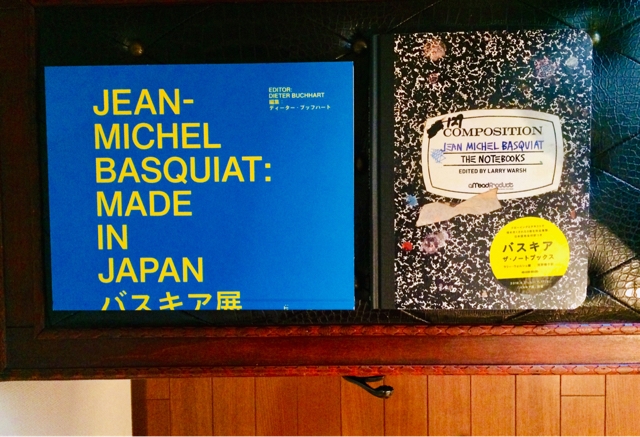 JEAN-
MICHEL
BASQUIAT:
MADE
IN
JAPAN
バスキア展
EDITOR:
DIETER BUCHHART
編集
ディーター・ブッフハート
COMPOSITION
JEAN MICHEL BASQUIAT
THE NOTEBOOKS
EDITED BY LARRY WARSH
バスキア
ザ・ノートブックス